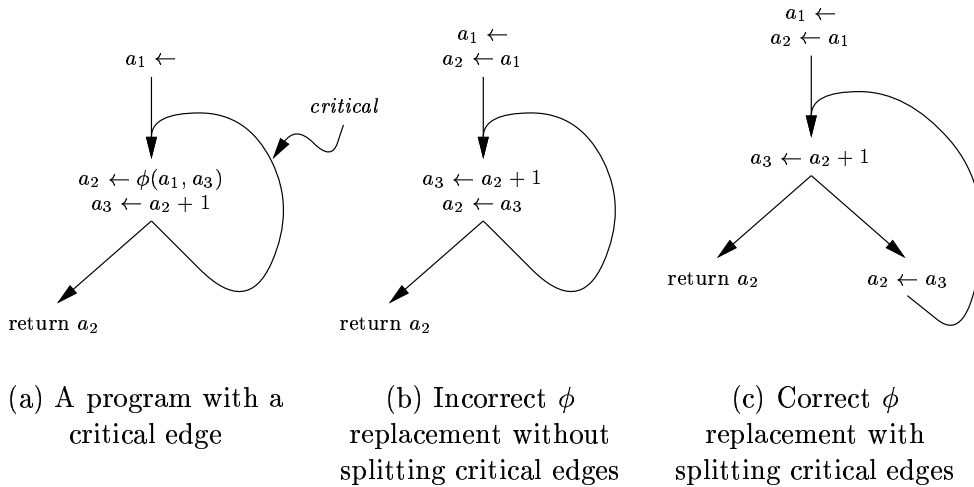 a₁ ←
critical
a₂ ← ϕ(a₁, a₃)
a₃ ← a₂ + 1
return a₂
(a) A program with a
critical edge
a₁ ←
a₂ ← a₁
a₃ ← a₂ + 1
a₂ ← a₃
return a₂
(b) Incorrect ϕ
replacement without
splitting critical edges
a₁ ←
a₂ ← a₁
a₃ ← a₂ + 1
return a₂
a₂ ← a₃
(c) Correct ϕ
replacement with
splitting critical edges